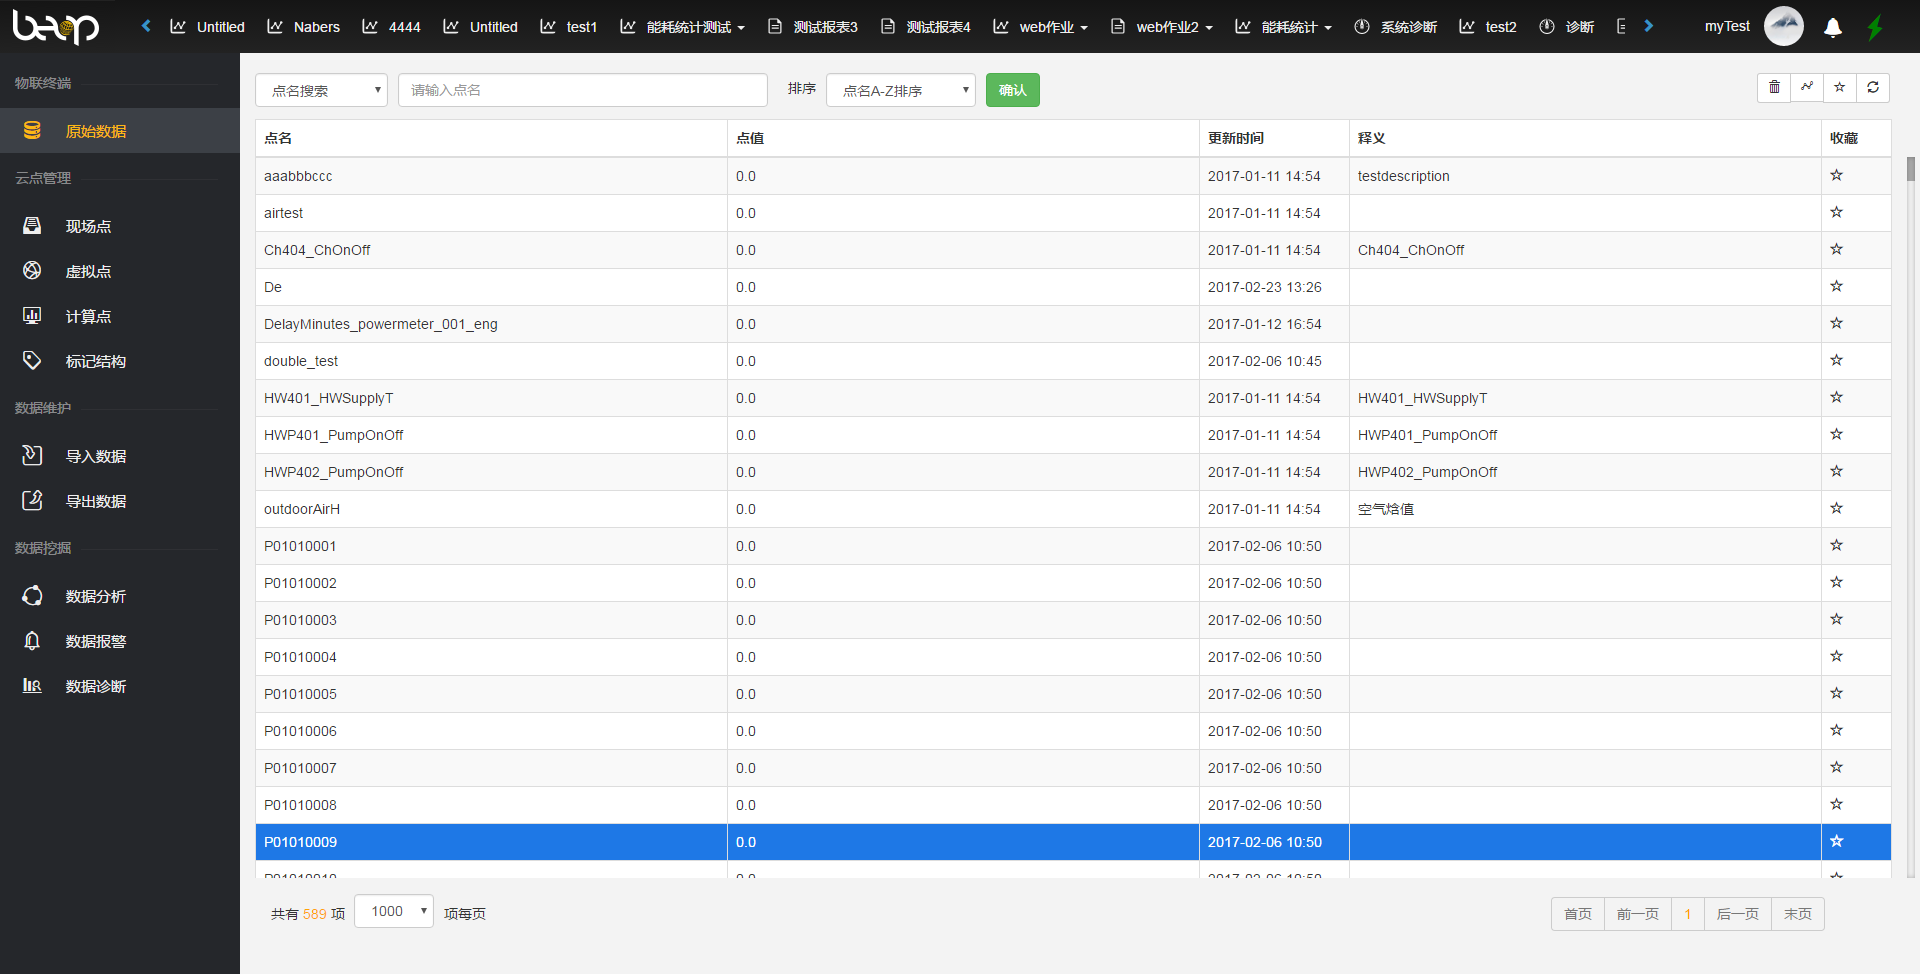 beop Untitled Nabers 4444 Untitled test1 能耗统计测试 测试报表3 测试报表4 web作业 web作业2 能耗统计 系统诊断 test2 诊断 myTest
物联终端
原始数据
云点管理
现场点
虚拟点
计算点
标记结构
数据维护
导入数据
导出数据
数据挖掘
数据分析
数据报警
数据诊断
点名搜索 请输入点名 排序 点名A-Z排序 确认
点名 点值 更新时间 释义 收藏
aaabbbccc 0.0 2017-01-11 14:54 testdescription
airtest 0.0 2017-01-11 14:54
Ch404_ChOnOff 0.0 2017-01-11 14:54 Ch404_ChOnOff
De 0.0 2017-02-23 13:26
DelayMinutes_powermeter_001_eng 0.0 2017-01-12 16:54
double_test 0.0 2017-02-06 10:45
HW401_HWSupplyT 0.0 2017-01-11 14:54 HW401_HWSupplyT
HWP401_PumpOnOff 0.0 2017-01-11 14:54 HWP401_PumpOnOff
HWP402_PumpOnOff 0.0 2017-01-11 14:54 HWP402_PumpOnOff
outdoorAirH 0.0 2017-01-11 14:54 空气焓值
P01010001 0.0 2017-02-06 10:50
P01010002 0.0 2017-02-06 10:50
P01010003 0.0 2017-02-06 10:50
P01010004 0.0 2017-02-06 10:50
P01010005 0.0 2017-02-06 10:50
P01010006 0.0 2017-02-06 10:50
P01010007 0.0 2017-02-06 10:50
P01010008 0.0 2017-02-06 10:50
P01010009 0.0 2017-02-06 10:50
P01010010 0.0 2017-02-06 10:50
共有 589 项 1000 项每页 首页 前一页 1 后一页 末页